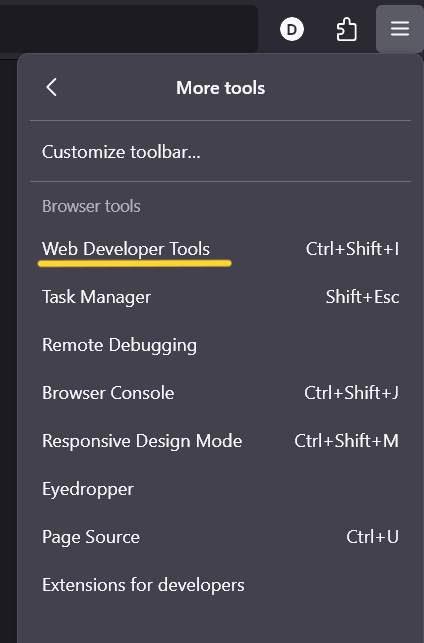 D
More tools
Customize toolbar...
Browser tools
Web Developer Tools Ctrl+Shift+I
Task Manager Shift+Esc
Remote Debugging
Browser Console Ctrl+Shift+J
Responsive Design Mode Ctrl+Shift+M
Eyedropper
Page Source Ctrl+U
Extensions for developers